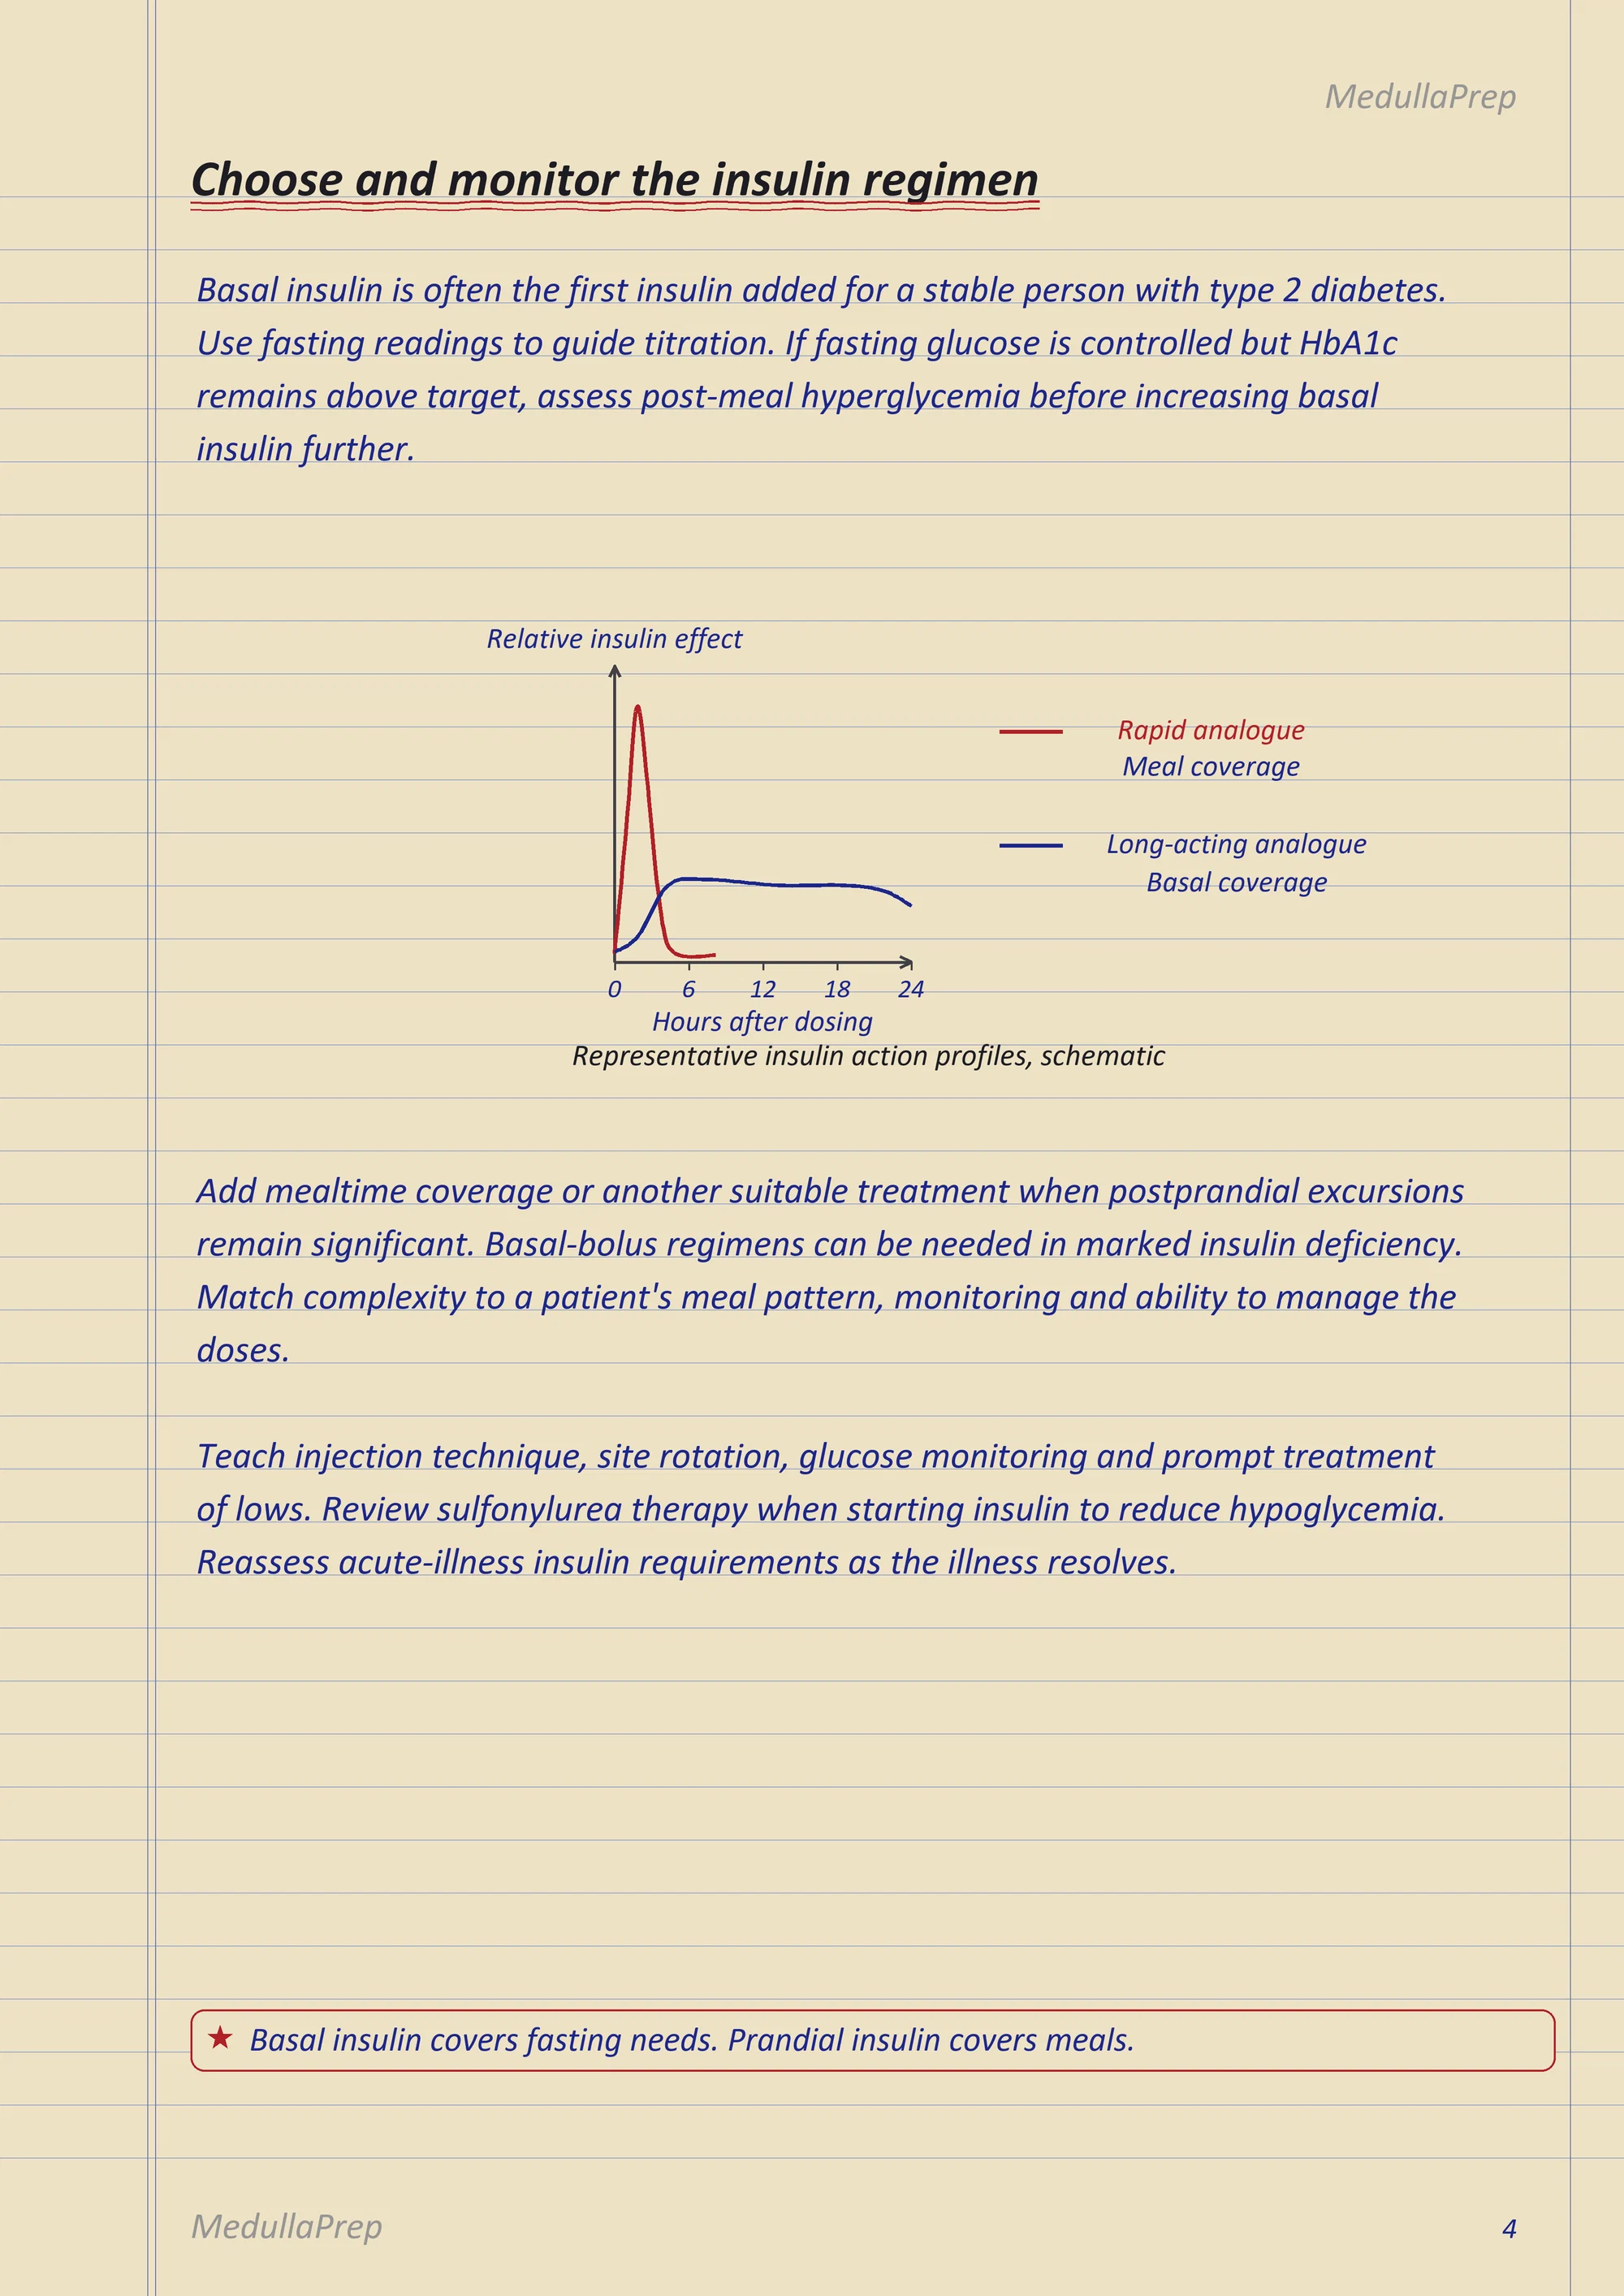 MedullaPrep
Choose and monitor the insulin regimen
Basal insulin is often the first insulin added for a stable person with type 2 diabetes.
Use fasting readings to guide titration. If fasting glucose is controlled but HbA1c
remains above target, assess post-meal hyperglycemia before increasing basal
insulin further.
Relative insulin effect
Rapid analogue
Meal coverage
Long-acting analogue
Basal coverage
0 6 12 18 24
Hours after dosing
Representative insulin action profiles, schematic
Add mealtime coverage or another suitable treatment when postprandial excursions
remain significant. Basal-bolus regimens can be needed in marked insulin deficiency.
Match complexity to a patient's meal pattern, monitoring and ability to manage the
doses.
Teach injection technique, site rotation, glucose monitoring and prompt treatment
of lows. Review sulfonylurea therapy when starting insulin to reduce hypoglycemia.
Reassess acute-illness insulin requirements as the illness resolves.
★ Basal insulin covers fasting needs. Prandial insulin covers meals.
MedullaPrep
4